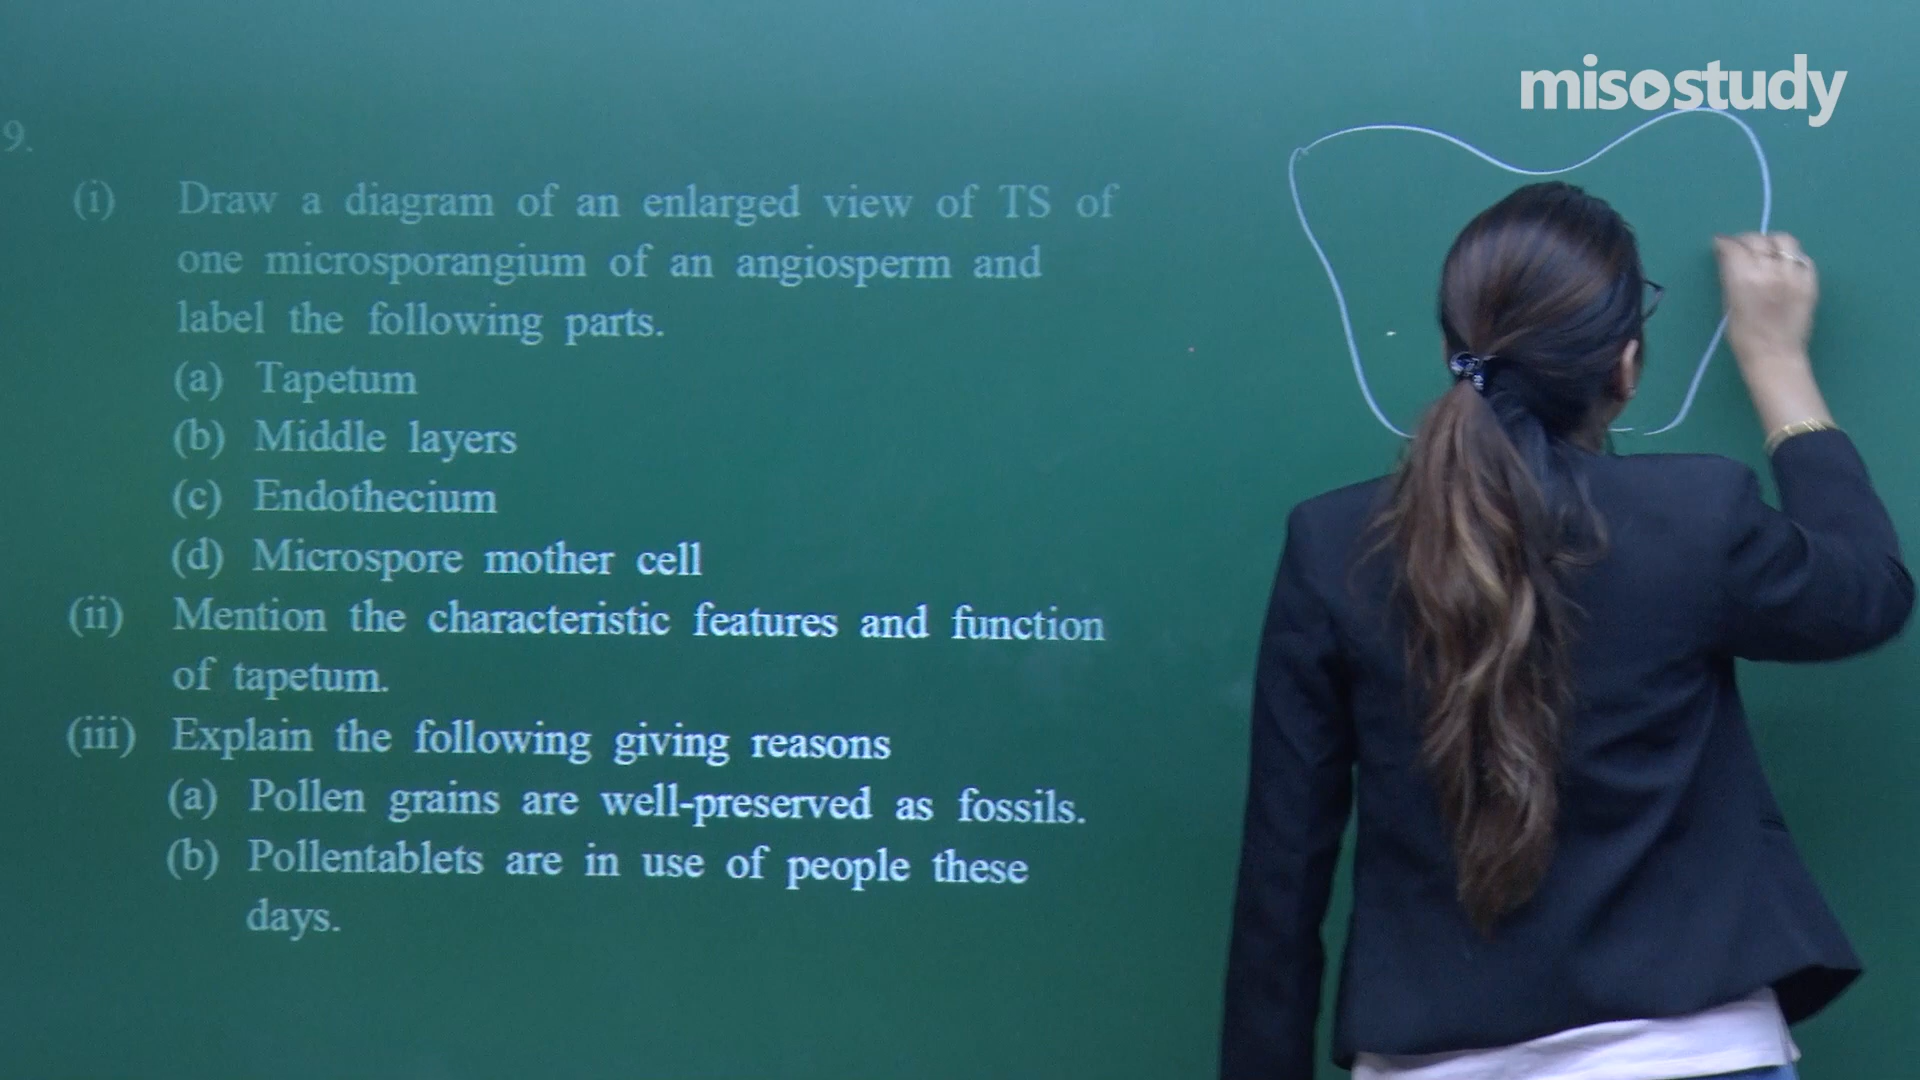 misostudy
9.
(i) Draw a diagram of an enlarged view of TS of
one microsporangium of an angiosperm and
label the following parts.
(a) Tapetum
(b) Middle layers
(c) Endothecium
(d) Microspore mother cell
(ii) Mention the characteristic features and function
of tapetum.
(iii) Explain the following giving reasons
(a) Pollen grains are well-preserved as fossils.
(b) Pollentablets are in use of people these
days.